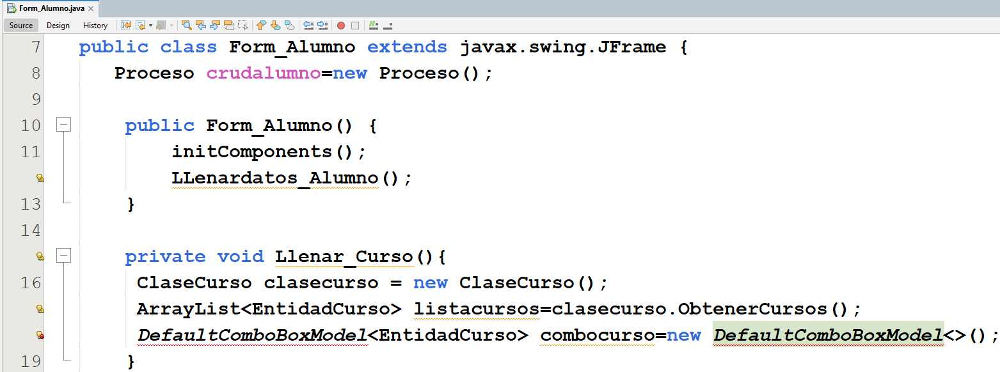 Form_Alumno.java
Source Design History
7 public class Form_Alumno extends javax.swing.JFrame {
8 Proceso crudalumno=new Proceso();
9
10 public Form_Alumno() {
11 initComponents();
LLenardatos_Alumno();
13 }
14
private void Llenar_Curso(){
16 ClaseCurso clasecurso = new ClaseCurso();
ArrayList<EntidadCurso> listacursos=clasecurso.ObtenerCursos();
DefaultComboBoxModel<EntidadCurso> combocurso=new DefaultComboBoxModel<>();
19 }